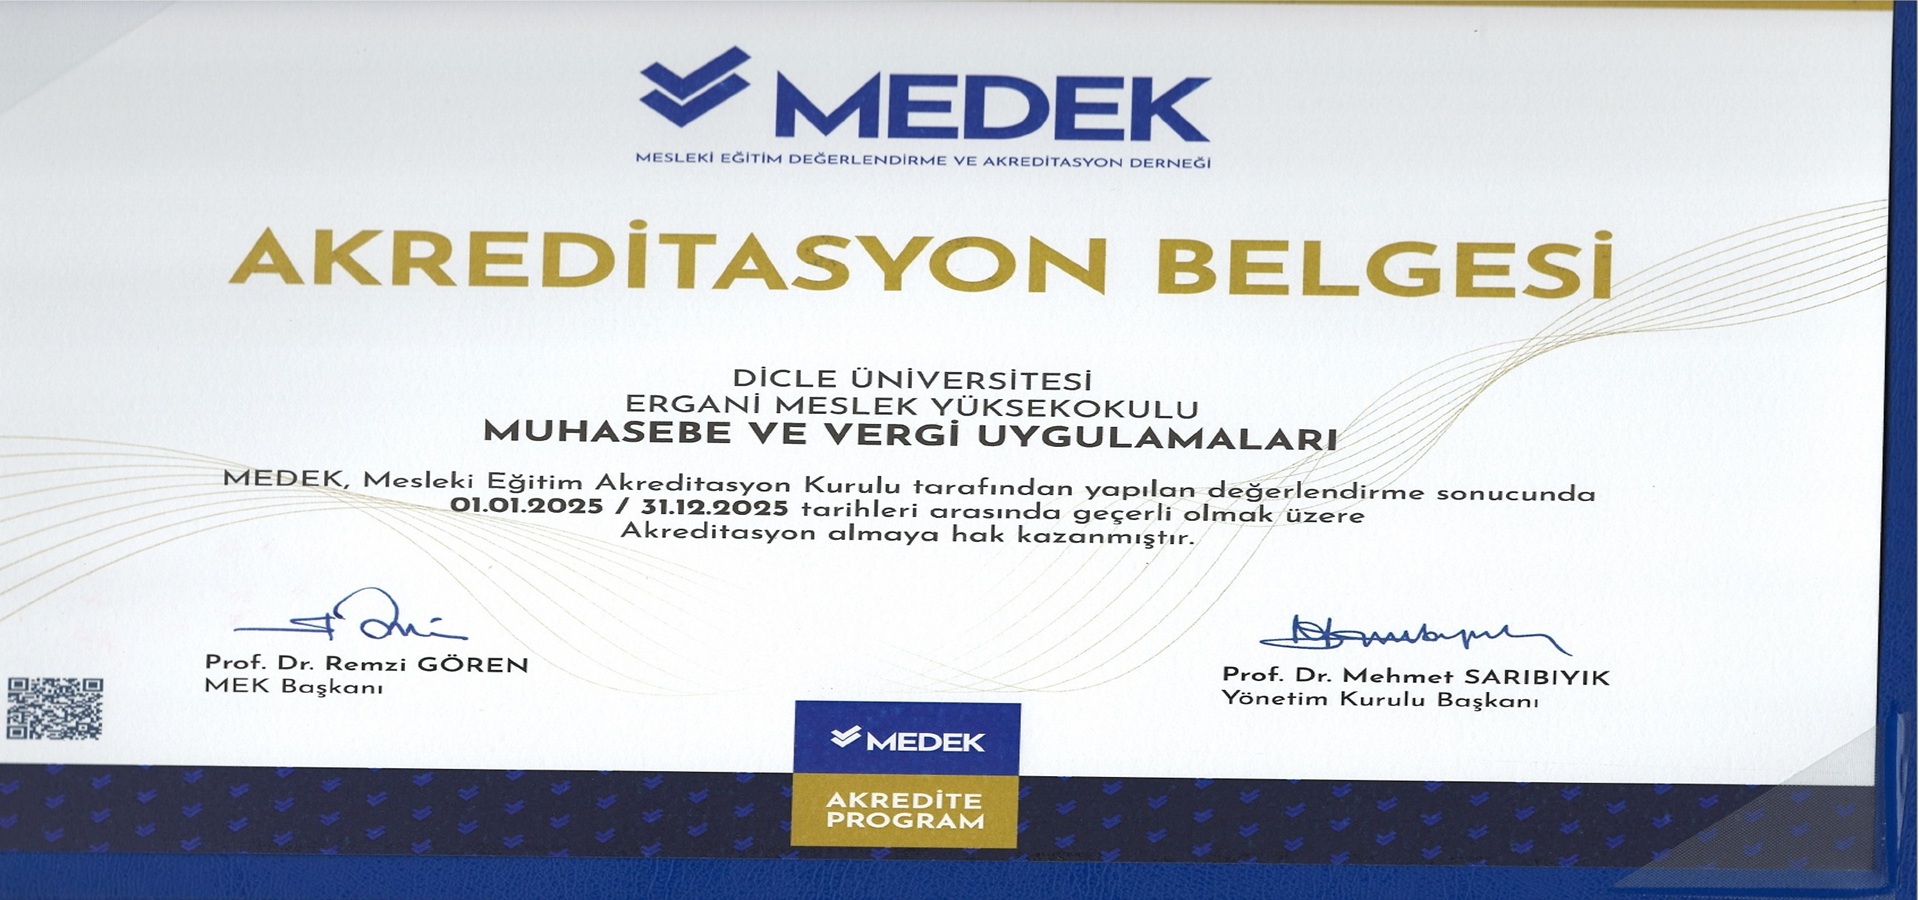 MEDEK
MESLEKİ EĞİTİM DEĞERLENDİRME VE AKREDİTASYON DERNEĞİ
AKREDİTASYON BELGESİ
DİCLE ÜNİVERSİTESİ
ERGANİ MESLEK YÜKSEKOKULU
MUHASEBE VE VERGİ UYGULAMALARI
MEDEK, Mesleki Eğitim Akreditasyon Kurulu tarafından yapılan değerlendirme sonucunda
01.01.2025 / 31.12.2025 tarihleri arasında geçerli olmak üzere
Akreditasyon almaya hak kazanmıştır.
Prof. Dr. Remzi GÖREN
MEK Başkanı
Prof. Dr. Mehmet SARIBIYIK
Yönetim Kurulu Başkanı
MEDEK
AKREDİTE
PROGRAM